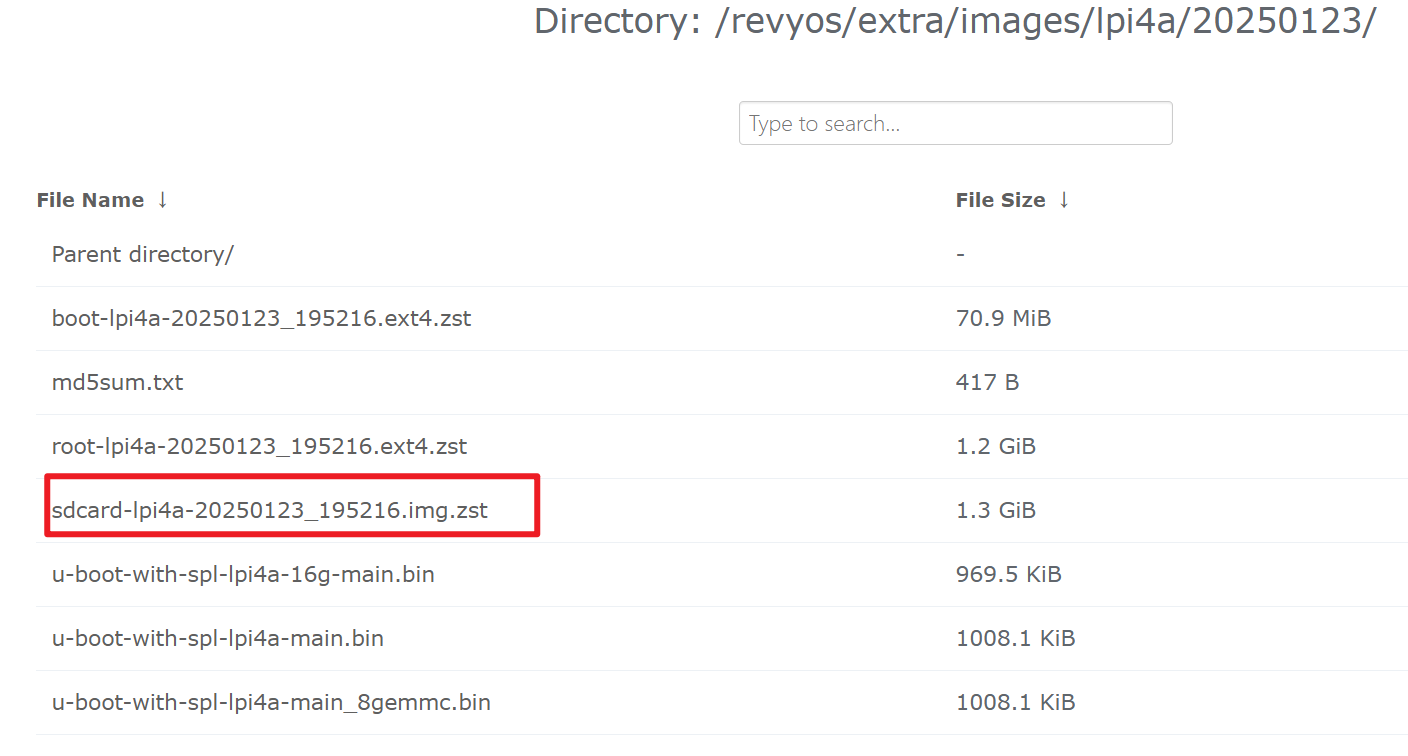 Directory: /revyos/extra/images/lpi4a/20250123/
Type to search...
File Name ↓ File Size ↓
Parent directory/ -
boot-lpi4a-20250123_195216.ext4.zst 70.9 MiB
md5sum.txt 417 B
root-lpi4a-20250123_195216.ext4.zst 1.2 GiB
sdcard-lpi4a-20250123_195216.img.zst 1.3 GiB
u-boot-with-spl-lpi4a-16g-main.bin 969.5 KiB
u-boot-with-spl-lpi4a-main.bin 1008.1 KiB
u-boot-with-spl-lpi4a-main_8gemmc.bin 1008.1 KiB